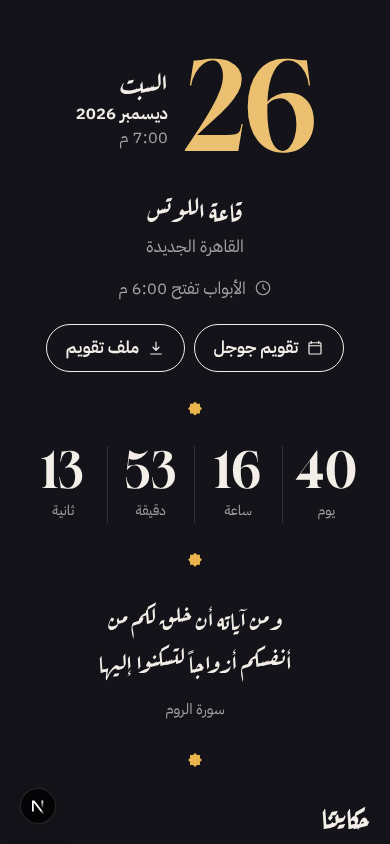 26
السبت
ديسمبر 2026
7:00 م
قاعة اللوتس
القاهرة الجديدة
الأبواب تفتح 6:00 م
تقويم جوجل
ملف تقويم
40
يوم
16
ساعة
53
دقيقة
13
ثانية
ومن آياته أن خلق لكم من
أنفسكم أزواجاً لتسكنوا إليها
سورة الروم
حكايتنا
N